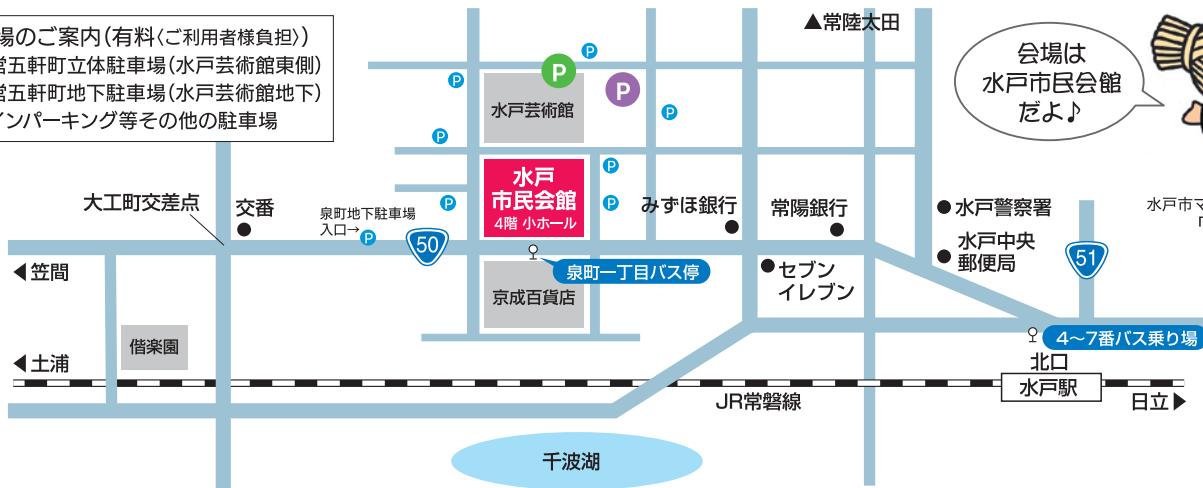 場のご案内(有料〈ご利用者様負担〉)
営五軒町立体駐車場(水戸芸術館東側)
営五軒町地下駐車場(水戸芸術館地下)
インパーキング等その他の駐車場
▲常陸太田
会場は
水戸市民会館
だよ♪
P
P
P
P
P
P
P
P
P
P
水戸芸術館
水戸
市民会館
4階 小ホール
大工町交差点
交番
泉町地下駐車場
入口→
50
みずほ銀行
常陽銀行
水戸警察署
水戸中央
郵便局
水戸市マ
51
◀笠間
泉町一丁目バス停
セブン
イレブン
京成百貨店
偕楽園
◀土浦
4〜7番バス乗り場
北口
水戸駅
JR常磐線
日立▶
千波湖